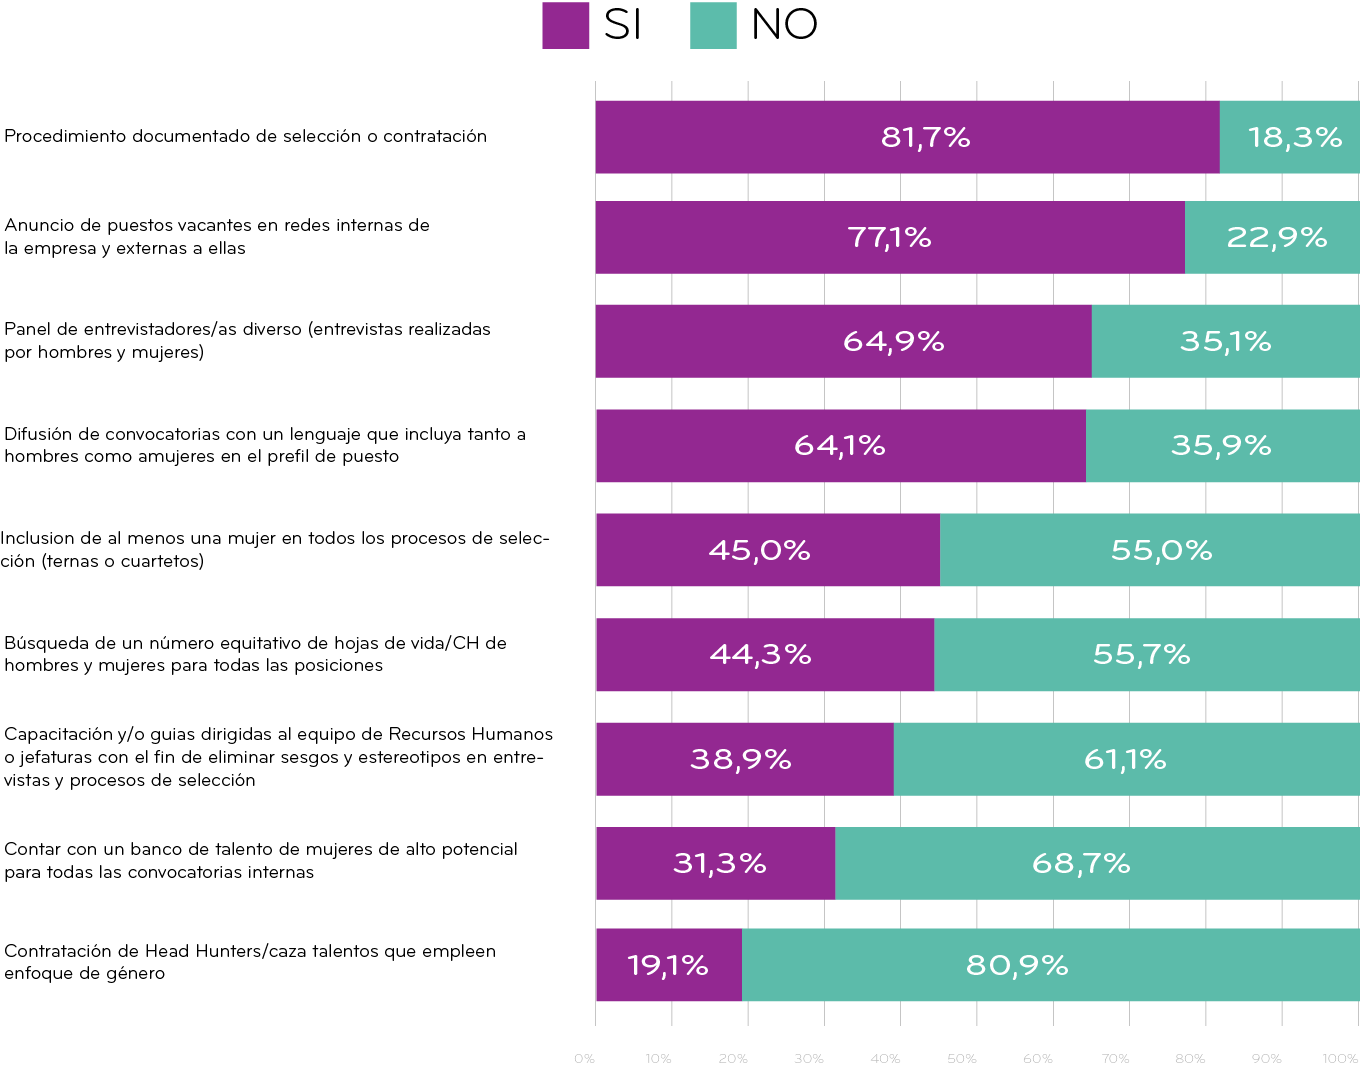 SI NO
Procedimiento documentado de selección o contratación
81,7% 18,3%
Anuncio de puestos vacantes en redes internas de
la empresa y externas a ellas
77,1% 22,9%
Panel de entrevistadores/as diverso (entrevistas realizadas
por hombres y mujeres)
64,9% 35,1%
Difusión de convocatorias con un lenguaje que incluya tanto a
hombres como amujeres en el prefil de puesto
64,1% 35,9%
Inclusion de al menos una mujer en todos los procesos de selec-
ción (ternas o cuartetos)
45,0% 55,0%
Búsqueda de un número equitativo de hojas de vida/CH de
hombres y mujeres para todas las posiciones
44,3% 55,7%
Capacitación y/o guias dirigidas al equipo de Recursos Humanos
o jefaturas con el fin de eliminar sesgos y estereotipos en entre-
vistas y procesos de selección
38,9% 61,1%
Contar con un banco de talento de mujeres de alto potencial
para todas las convocatorias internas
31,3% 68,7%
Contratación de Head Hunters/caza talentos que empleen
enfoque de género
19,1% 80,9%
0% 10% 20% 30% 40% 50% 60% 70% 80% 90% 100%